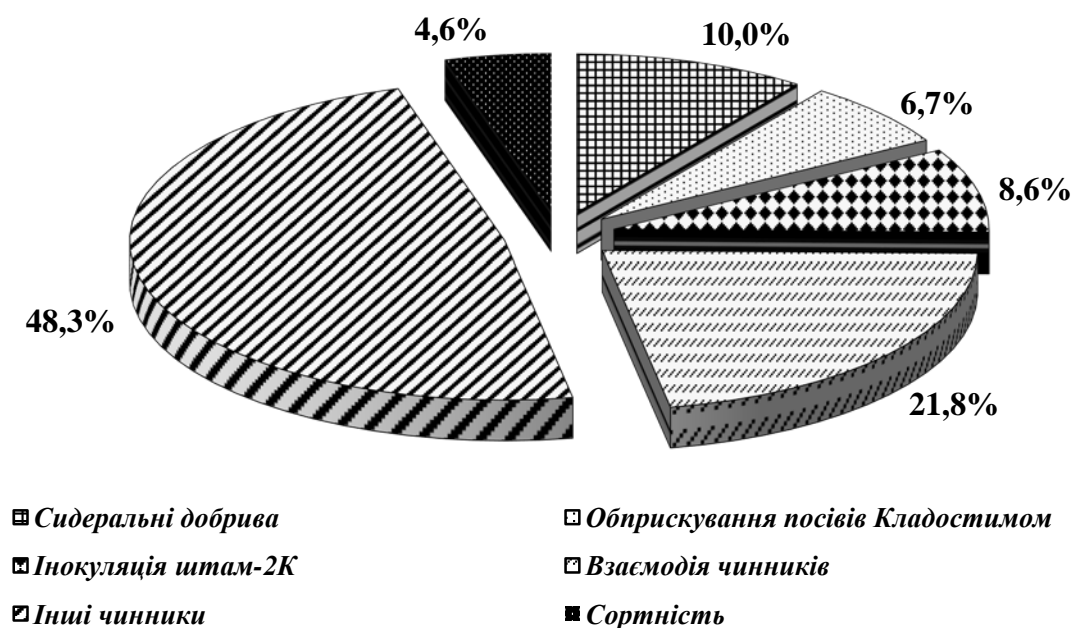 4,6%
10,0%
6,7%
8,6%
48,3%
21,8%
Сидеральні добрива
Обприскування посівів Кладостимом
Інокуляція штам-2К
Взаємодія чинників
Інші чинники
Сортність